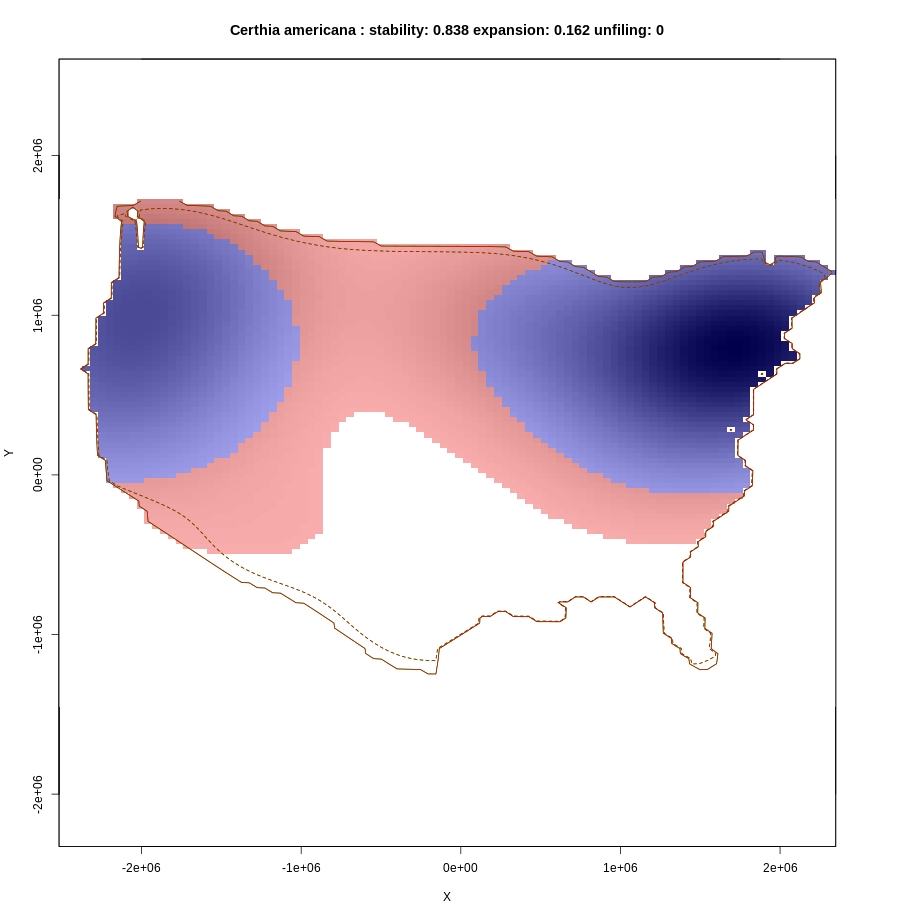 Certhia americana : stability: 0.838 expansion: 0.162 unfiling: 0
2e+06
1e+06
0e+00
-1e+06
-2e+06
Y
-2e+06 -1e+06 0e+00 1e+06 2e+06
X